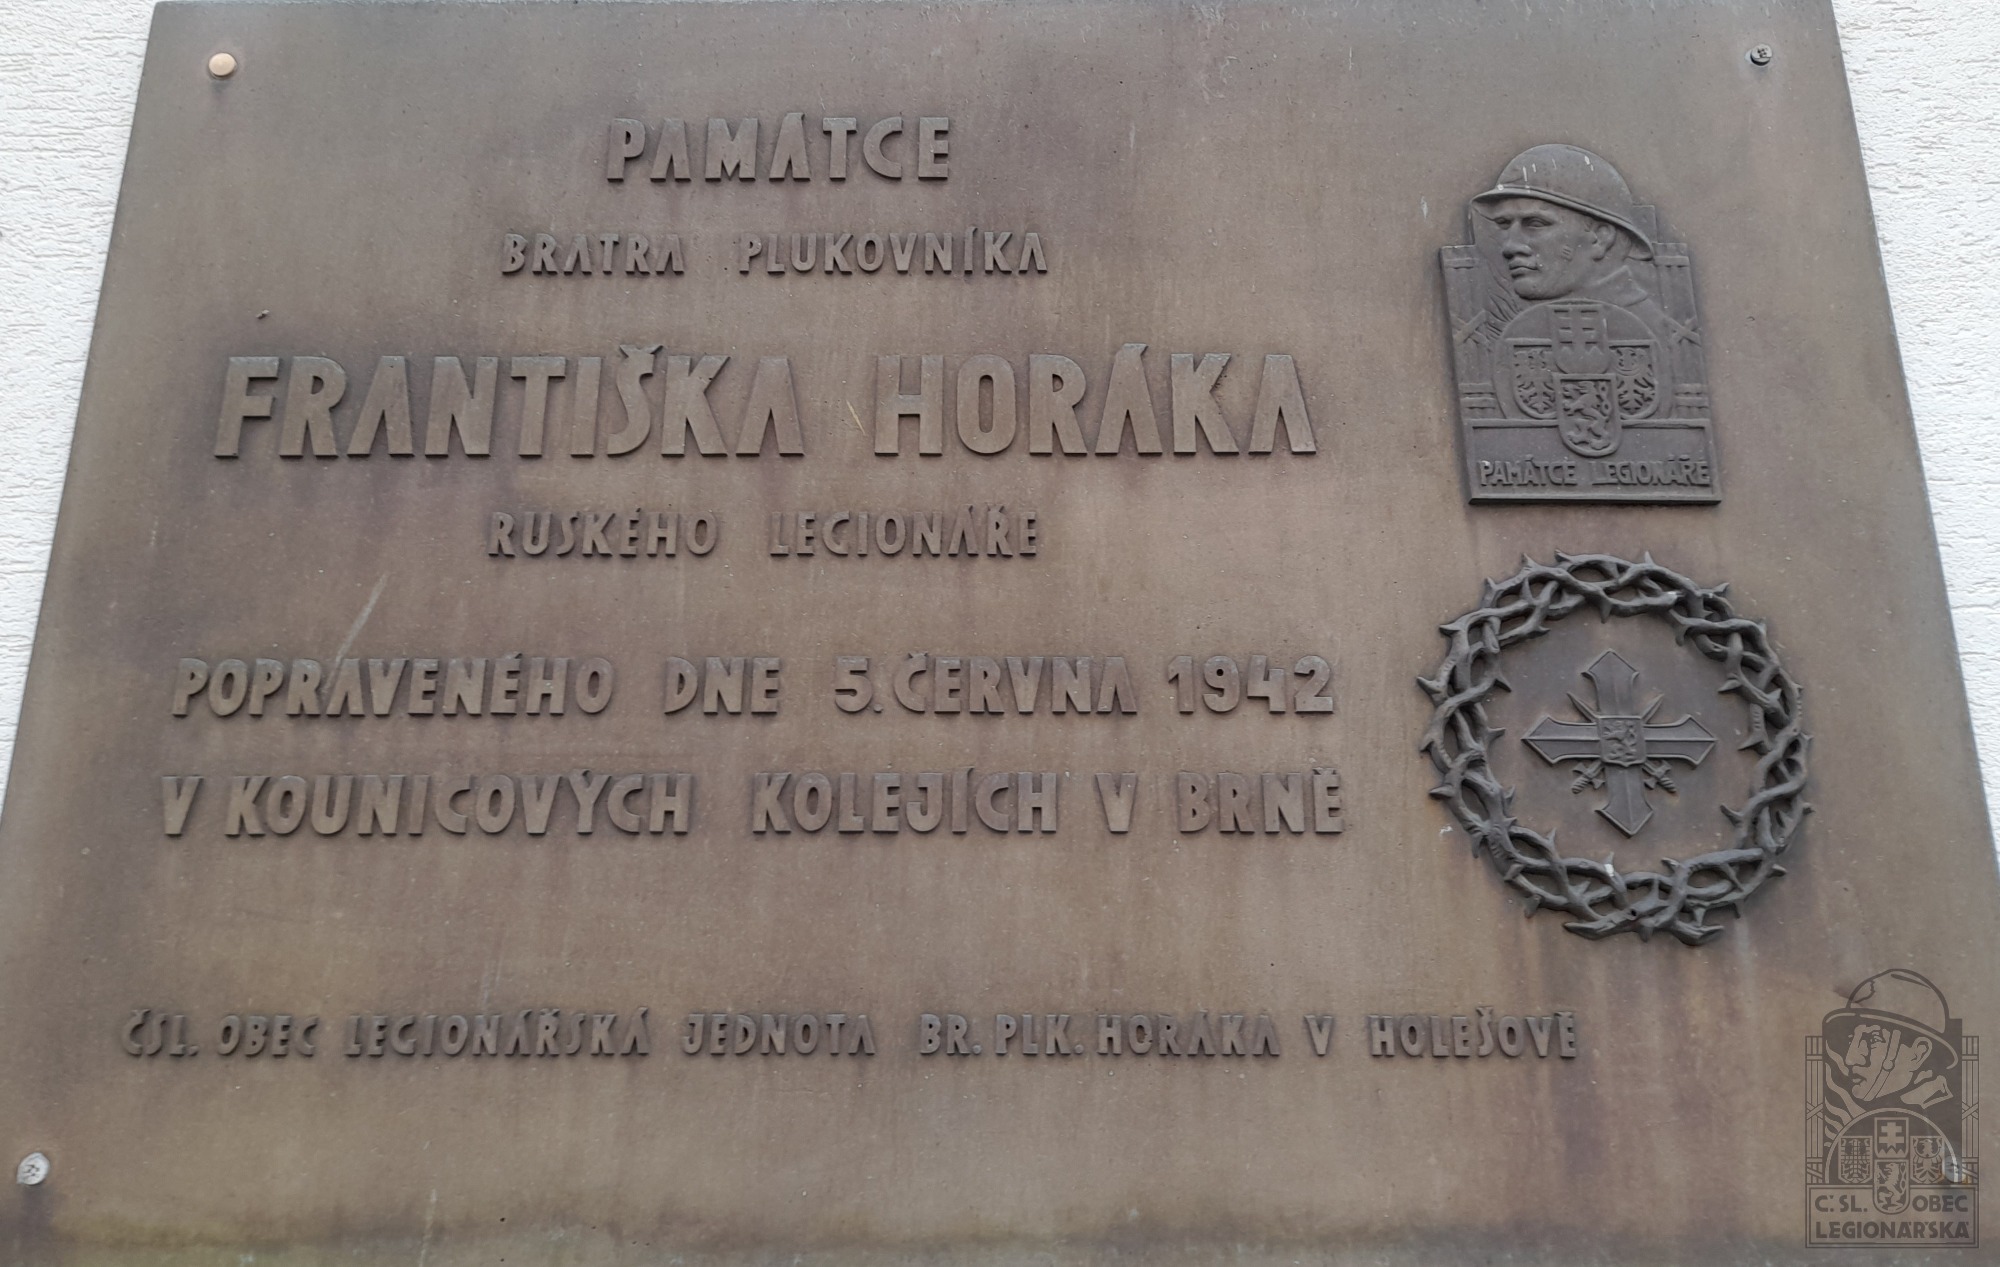 PAMÁTCE
BRATRA PLUKOVNÍKA
FRANTIŠKA HORÁKA
RUSKÉHO LEGIONÁŘE
POPRAVENÉHO DNE 5. ČERVNA 1942
V KOUNICOVÝCH KOLEJÍCH V BRNĚ
ČSL. OBEC LEGIONÁŘSKÁ JEDNOTA BR. PLK. HORÁKA V HOLEŠOVĚ
PAMÁTCE LEGIONÁŘE
Č.SL. OBEC
LEGIONÁŘSKÁ